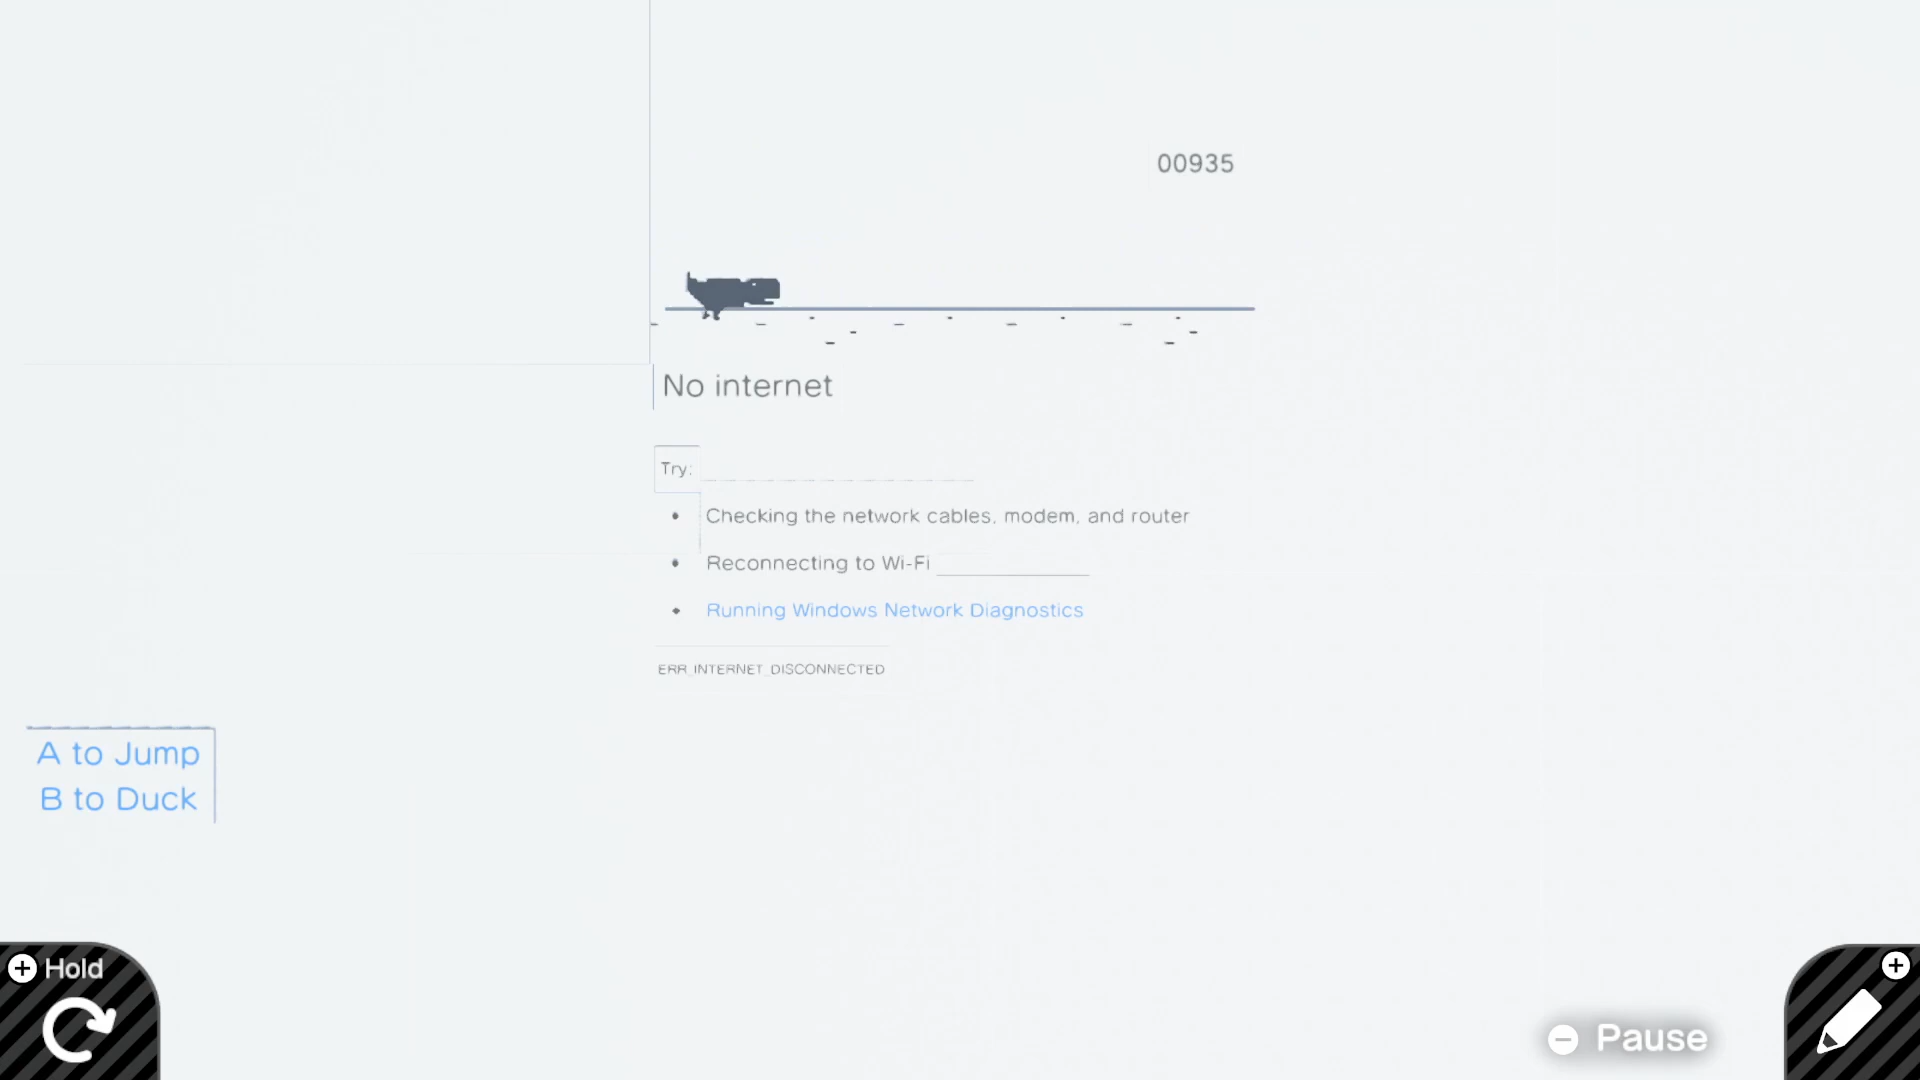 00935
No internet
Try:
• Checking the network cables, modem, and router
• Reconnecting to Wi-Fi
• Running Windows Network Diagnostics
ERR_INTERNET_DISCONNECTED
A to Jump
B to Duck
Hold
Pause